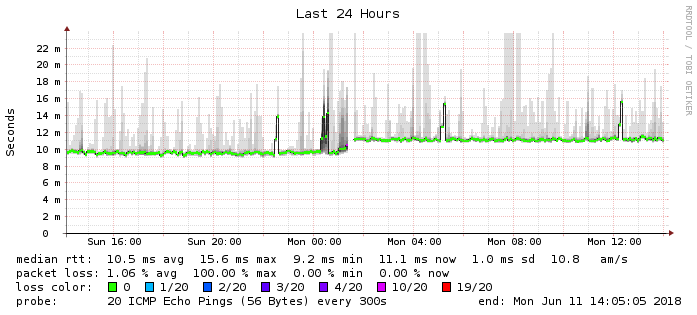 Last 24 Hours
RRDTOOL / TOBI OETIKER
Seconds
22 m
20 m
18 m
16 m
14 m
12 m
10 m
8 m
6 m
4 m
2 m
0
Sun 16:00 Sun 20:00 Mon 00:00 Mon 04:00 Mon 08:00 Mon 12:00
median rtt: 10.5 ms avg 15.6 ms max 9.2 ms min 11.1 ms now 1.0 ms sd 10.8 am/s
packet loss: 1.06 % avg 100.00 % max 0.00 % min 0.00 % now
loss color: 0 1/20 2/20 3/20 4/20 10/20 19/20
probe: 20 ICMP Echo Pings (56 Bytes) every 300s end: Mon Jun 11 14:05:05 2018